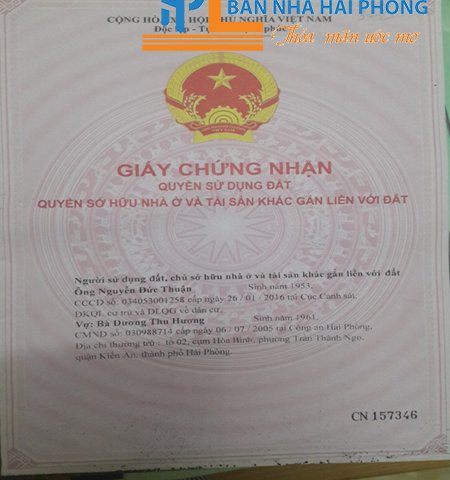 BÁN NHÀ HẢI PHÒNG
Thỏa mãn ước mơ
CỘNG HÒA XÃ HỘI CHỦ NGHĨA VIỆT NAM
GIẤY CHỨNG NHẬN
QUYỀN SỬ DỤNG ĐẤT
QUYỀN SỞ HỮU NHÀ Ở VÀ TÀI SẢN KHÁC GẮN LIỀN VỚI ĐẤT
Người sử dụng đất, chủ sở hữu nhà ở và tài sản khác gắn liền với đất
Ông Nguyễn Đức Thuận Sinh năm 1953,
CCCD số: 034053001258 cấp ngày 26 / 01 / 2016 tại Cục Cảnh sát
ĐKQL cư trú và DLQG về dân cư.
Vợ: Bà Dương Thu Hương Sinh năm: 1961,
CMND số: 030988714 cấp ngày 06 / 07 / 2005 tại Công an Hải Phòng,
Địa chỉ thường trú : tổ 02, cụm Hòa Bình, phường Trần Thành Ngọ,
quận Kiến An, thành phố Hải Phòng.
CN 157346